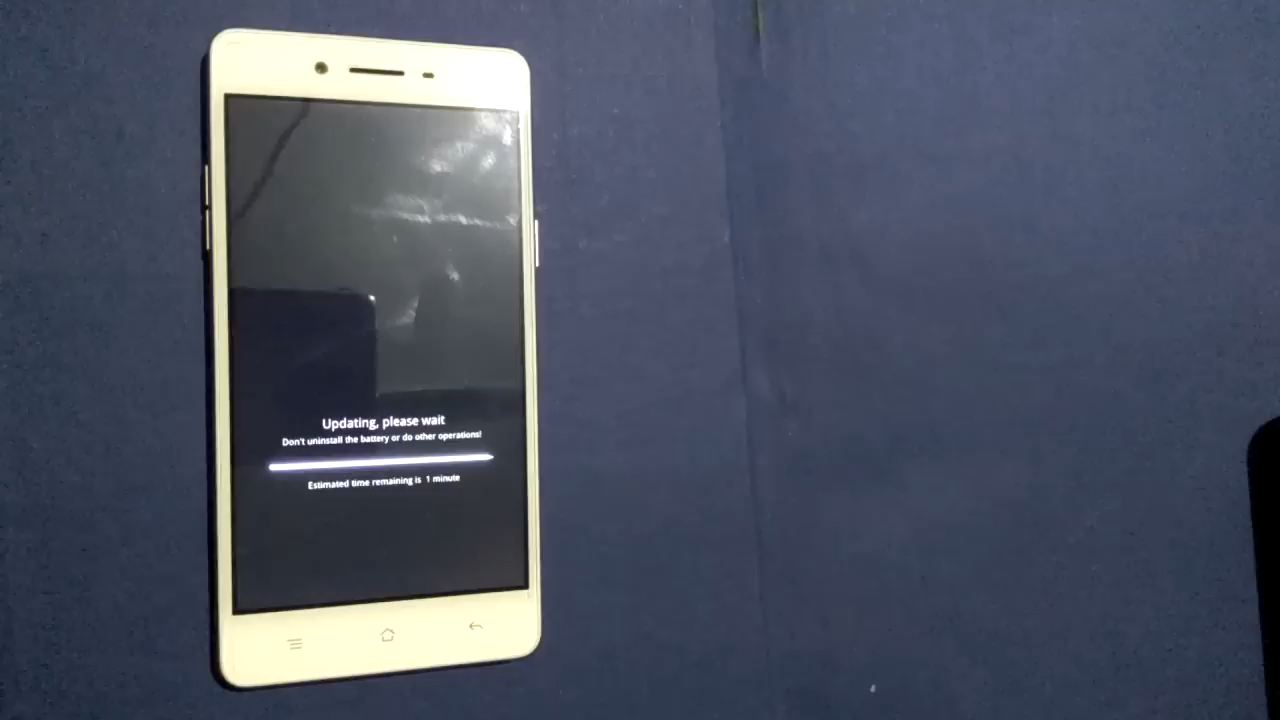 Updating, please wait
Don't uninstall the battery or do other operations!
Estimated time remaining is 1 minute